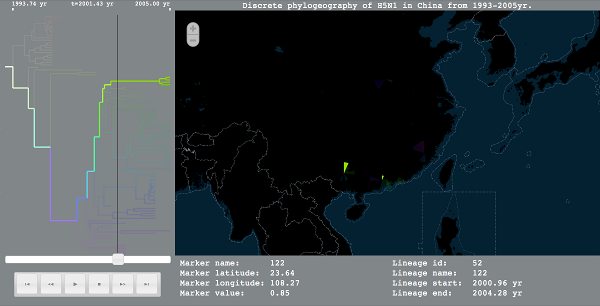 1993.74 yr t=2001.43 yr 2005.00 yr
Discrete phylogeography of H5N1 in China from 1993-2005yr.
Marker name: 122
Marker latitude: 23.64
Marker longitude: 108.27
Marker value: 0.85
Lineage id: 52
Lineage name: 122
Lineage start: 2000.96 yr
Lineage end: 2004.28 yr